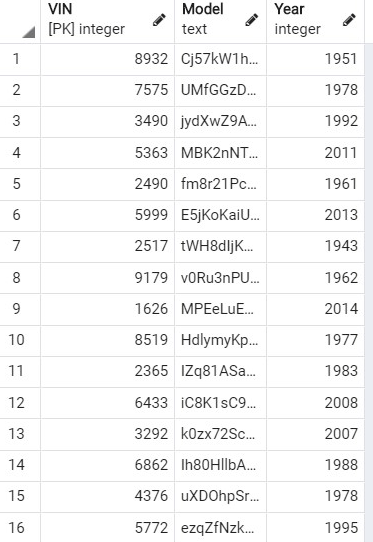 VIN Model Year
[PK] integer text integer
1 8932 Cj57kW1h... 1951
2 7575 UMfGGzD... 1978
3 3490 jydXwZ9A... 1992
4 5363 MBK2nNT... 2011
5 2490 fm8r21Pc... 1961
6 5999 E5jKoKaiU... 2013
7 2517 tWH8dIjK... 1943
8 9179 v0Ru3nPU... 1962
9 1626 MPEeLuE... 2014
10 8519 HdlymyKp... 1977
11 2365 IZq81ASa... 1983
12 6433 iC8K1sC9... 2008
13 3292 k0zx72Sc... 2007
14 6862 Ih80HllbA... 1988
15 4376 uXDOhpSr... 1978
16 5772 ezqZfNzk... 1995